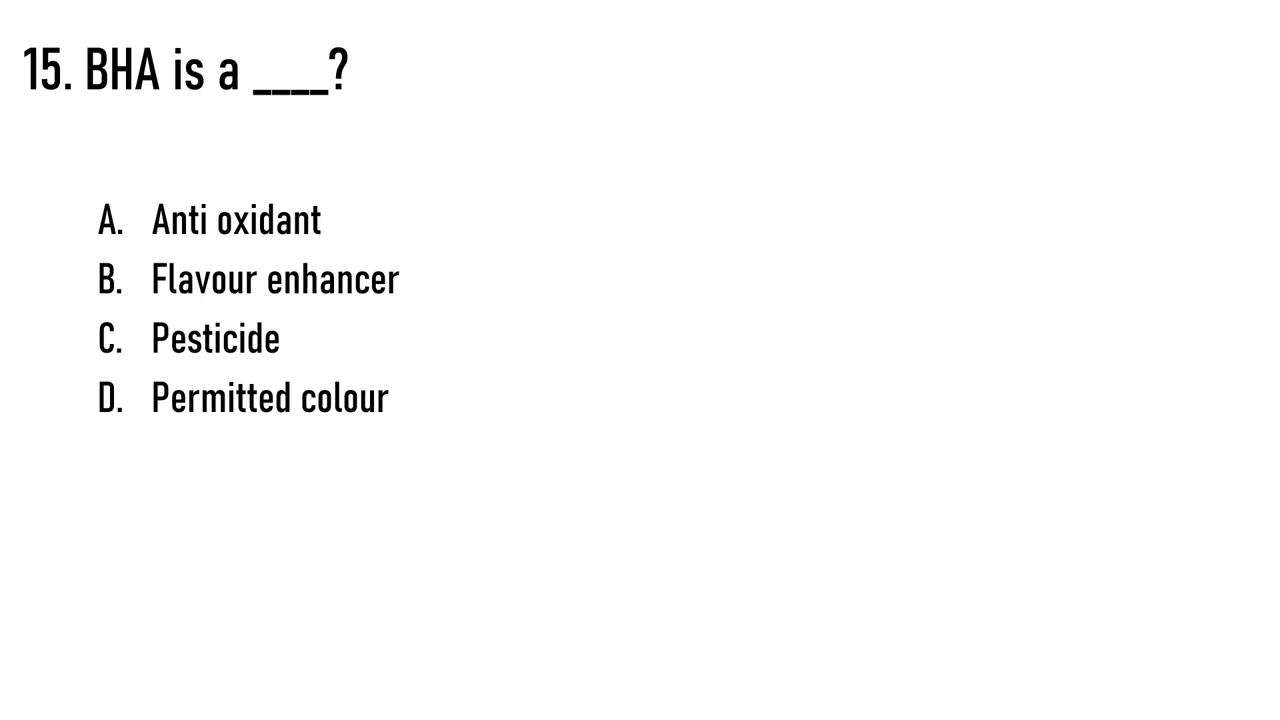 15. BHA is a ____?
A. Anti oxidant
B. Flavour enhancer
C. Pesticide
D. Permitted colour